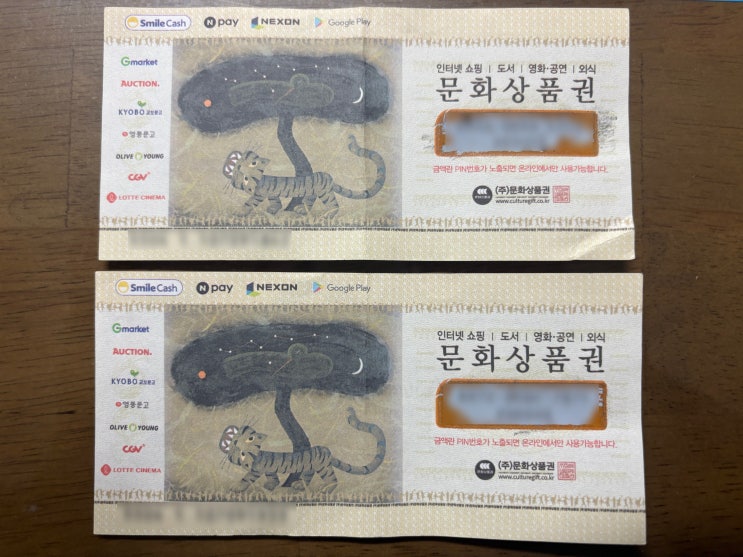 Smile Cash N pay NEXON Google Play
Gmarket
AUCTION.
KYOBO 교보문고
영풍문고
OLIVE YOUNG
CGV
LOTTE CINEMA
인터넷 쇼핑 | 도서 | 영화·공연 | 외식
문화상품권
금액란 PIN번호가 노출되면 온라인에서만 사용가능합니다.
(주)문화상품권
www.culturegift.co.kr
Smile Cash N pay NEXON Google Play
Gmarket
AUCTION.
KYOBO 교보문고
영풍문고
OLIVE YOUNG
CGV
LOTTE CINEMA
인터넷 쇼핑 | 도서 | 영화·공연 | 외식
문화상품권
금액란 PIN번호가 노출되면 온라인에서만 사용가능합니다.
(주)문화상품권
www.culturegift.co.kr